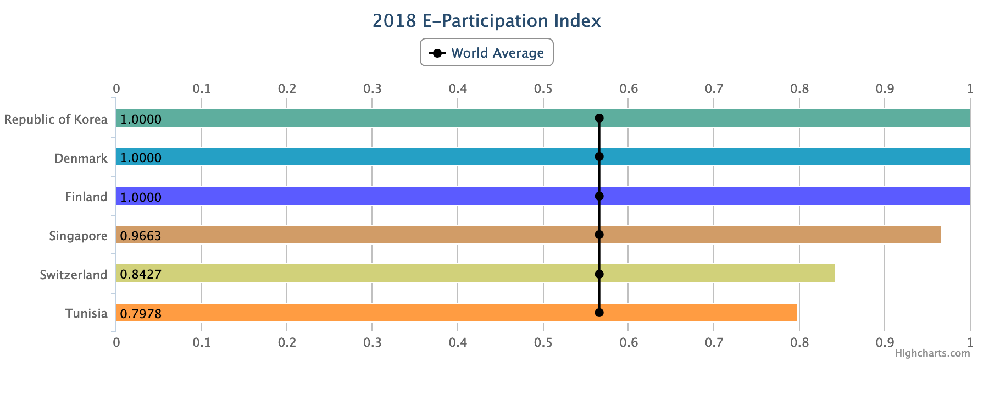 2018 E-Participation Index
World Average
0 0.1 0.2 0.3 0.4 0.5 0.6 0.7 0.8 0.9 1
Republic of Korea 1.0000
Denmark 1.0000
Finland 1.0000
Singapore 0.9663
Switzerland 0.8427
Tunisia 0.7978
0 0.1 0.2 0.3 0.4 0.5 0.6 0.7 0.8 0.9 1
Highcharts.com